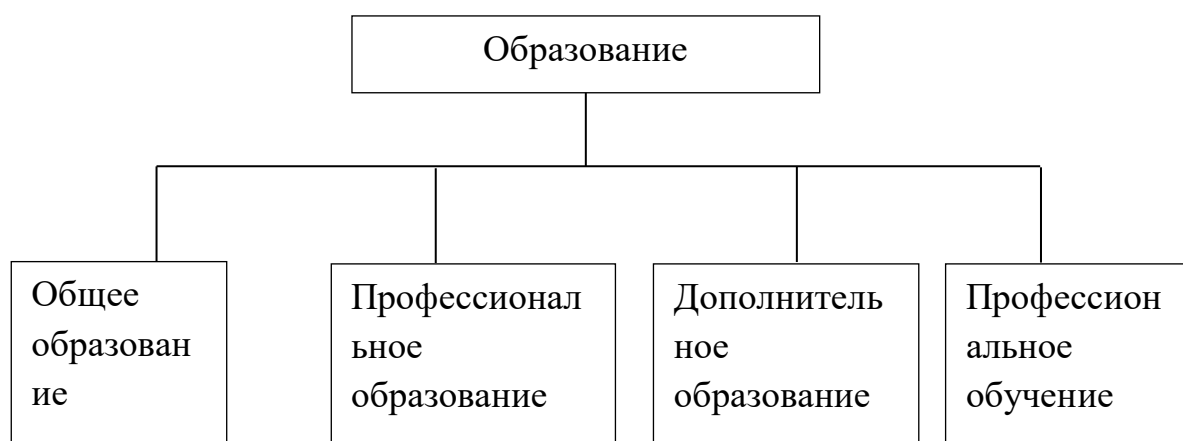 Образование
Общее
образован
ие
Профессионал
ьное
образование
Дополнитель
ное
образование
Профессион
альное
обучение